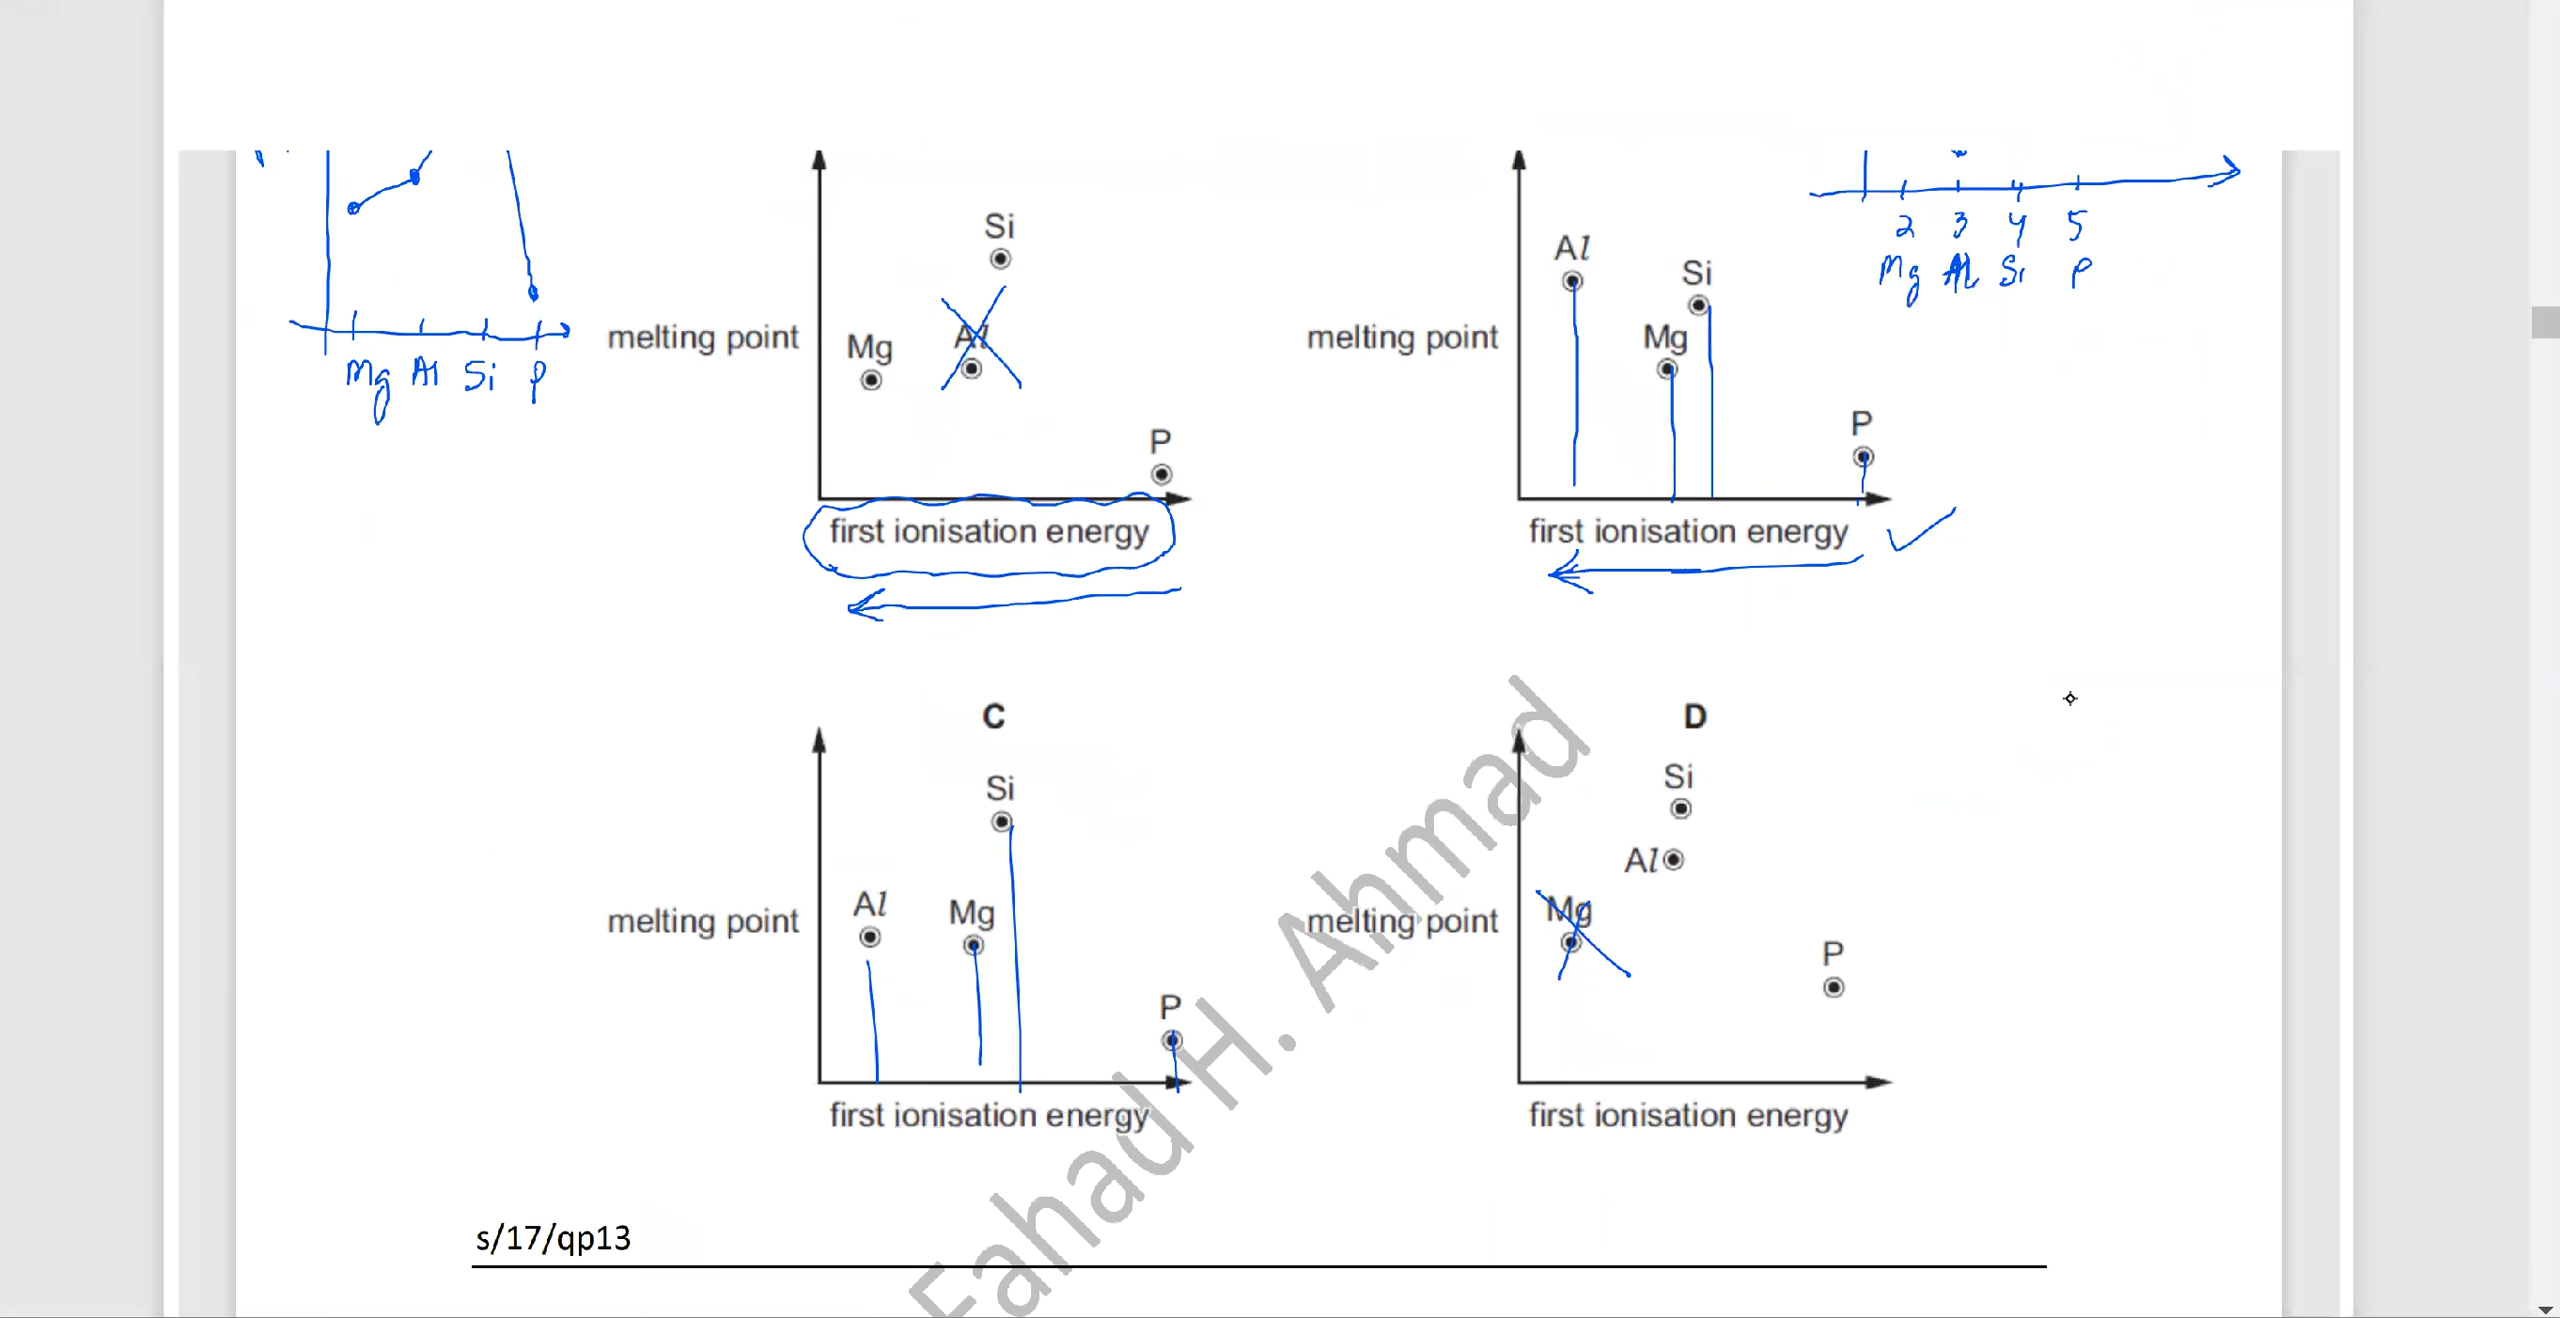 2 3 4 5
Mg Al Si P
Mg Al Si P
Si
Mg
Al
P
melting point
first ionisation energy
Al
Si
Mg
P
melting point
first ionisation energy
C
Si
Al
Mg
P
melting point
first ionisation energy
D
Si
Al
Mg
P
melting point
first ionisation energy
Fahad H. Ahmad
s/17/qp13